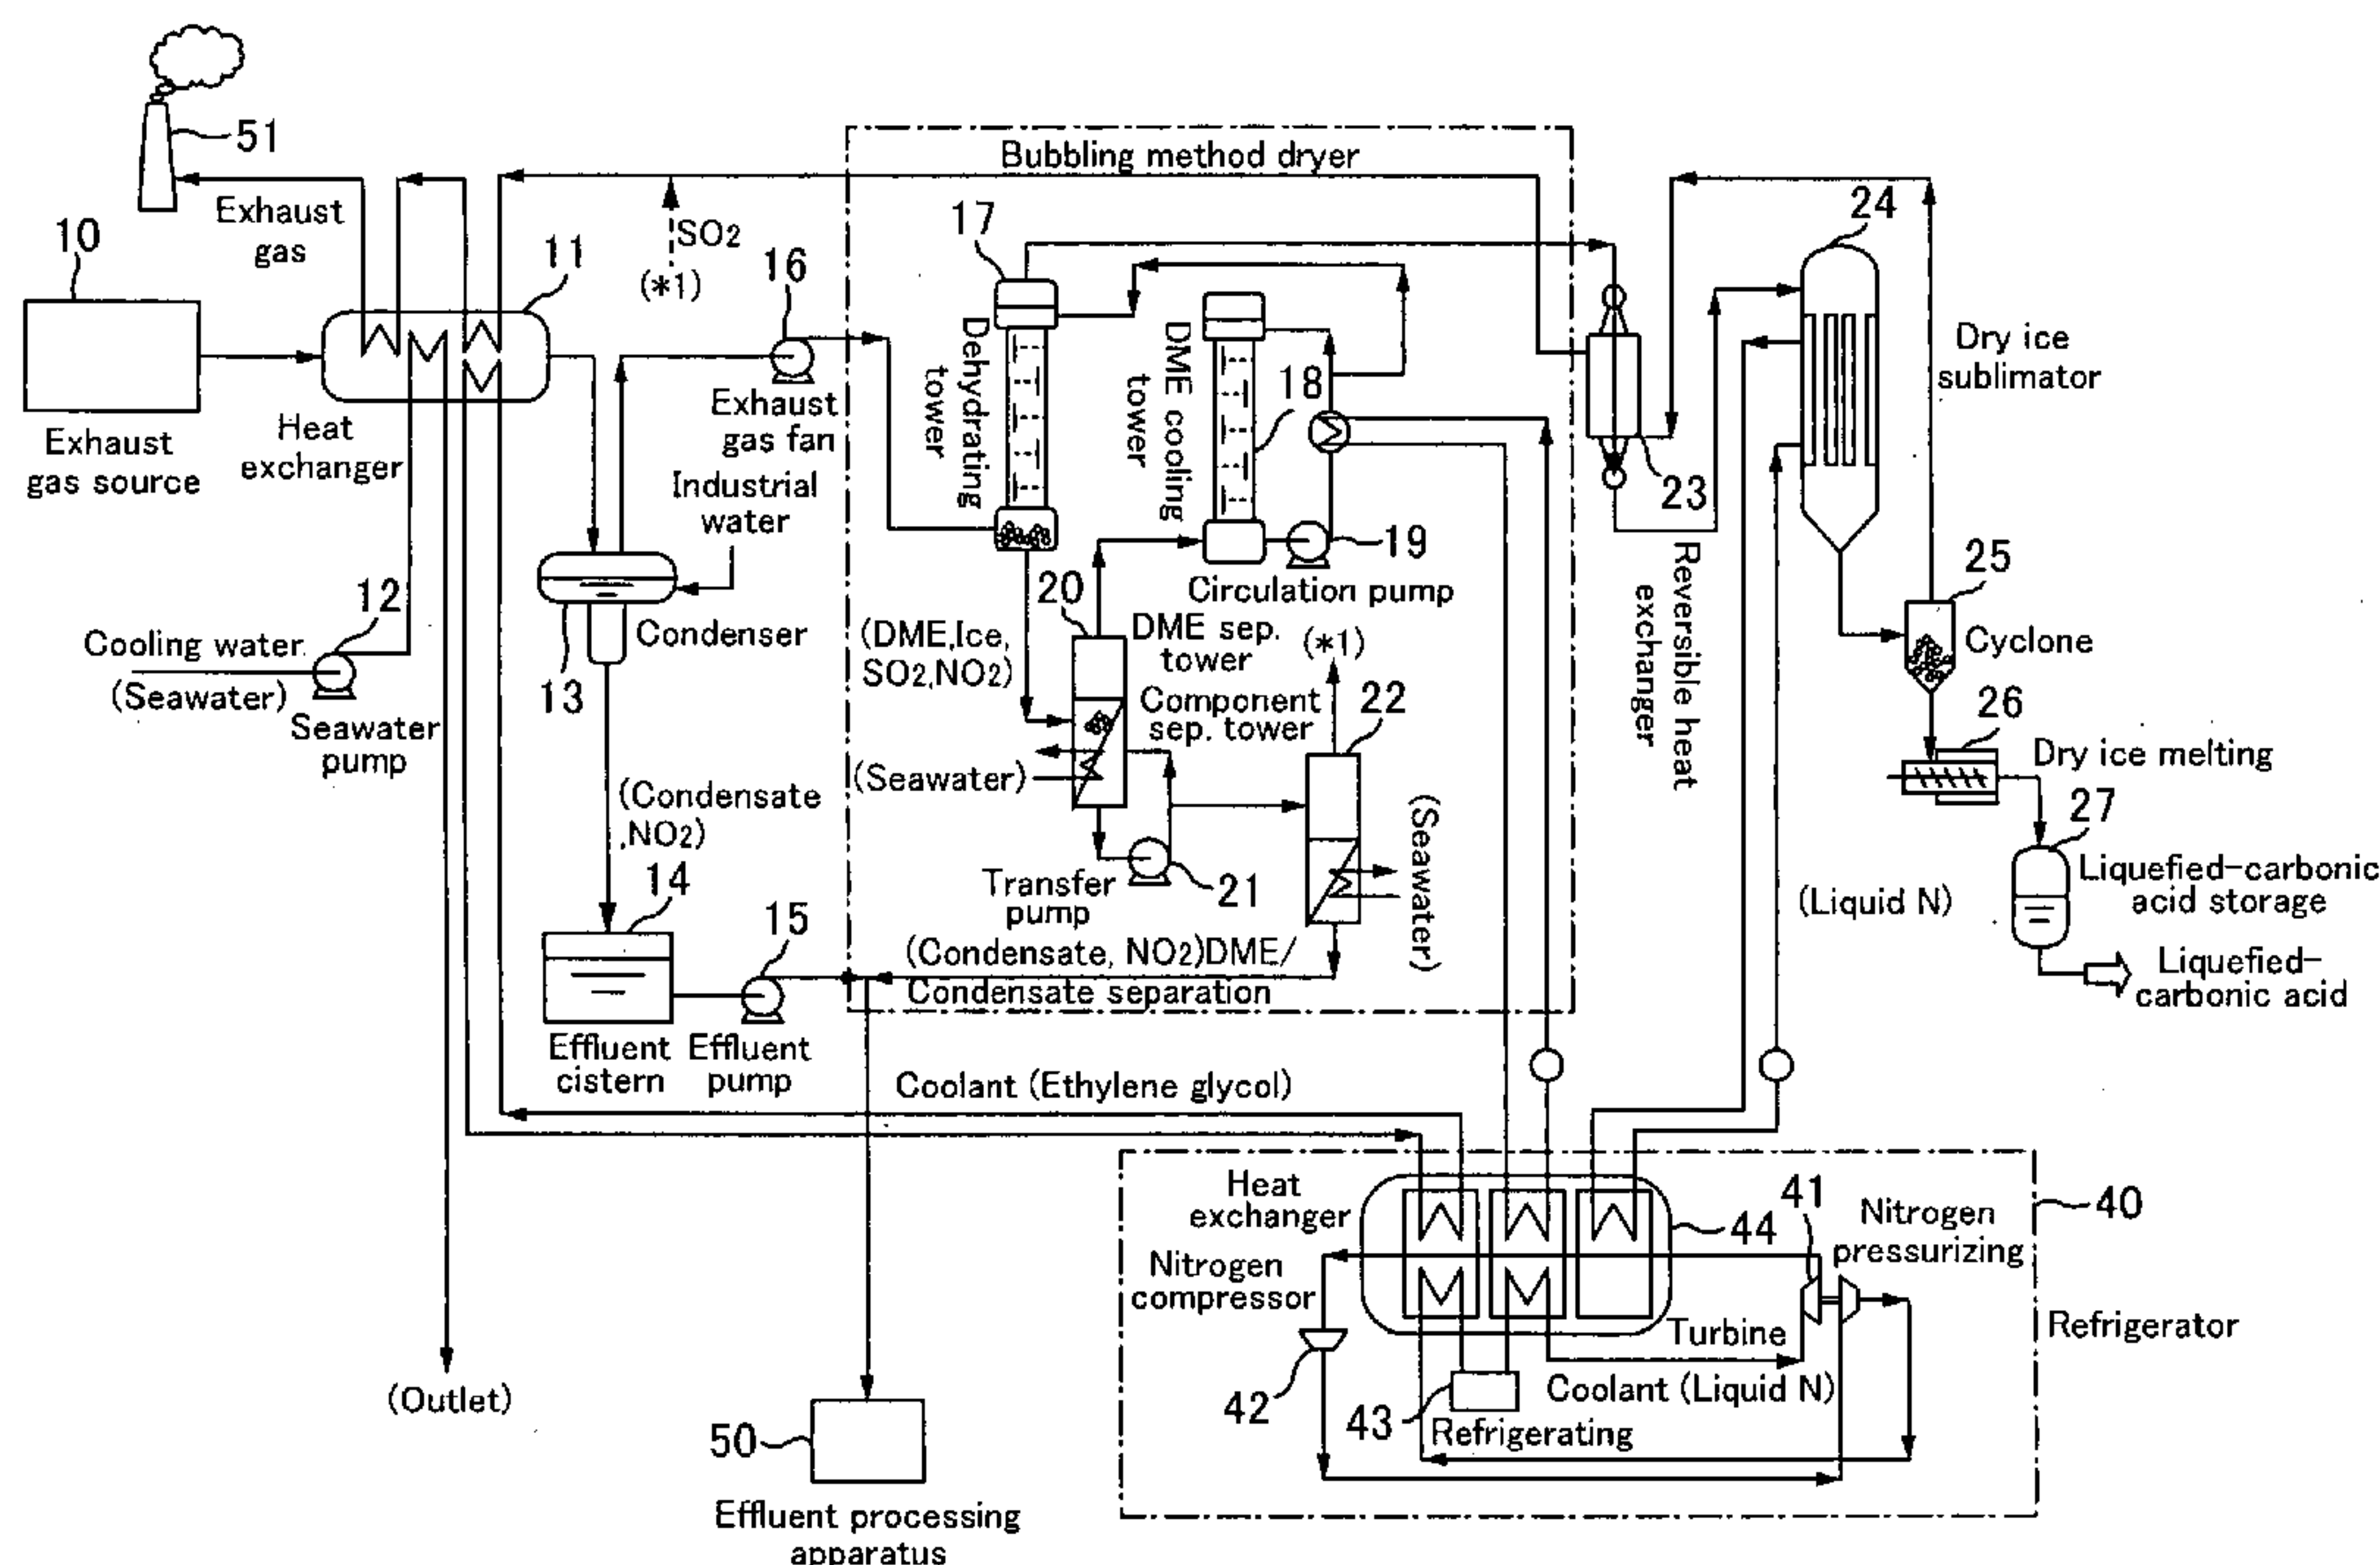 51
Bubbling method dryer
Exhaust
gas
10
11
SO2
(*1)
16
17
24
Exhaust
gas source
Heat
exchanger
Exhaust
gas fan
Dehydrating
tower
DME cooling
tower
18
23
Dry ice
sublimator
Industrial
water
19
Circulation pump
Reversible heat
exchanger
25
Cyclone
12
Cooling water
(Seawater)
Seawater
pump
13
Condenser
(DME,Ice,
SO2,NO2)
20
DME sep.
tower
(*1)
Component
sep. tower
22
26
Dry ice melting
(Seawater)
(Condensate
,NO2)
Transfer
pump
21
(Seawater)
27
Liquefied-carbonic
acid storage
(Liquid N)
Liquefied-
carbonic acid
14
15
(Condensate, NO2)DME/
Condensate separation
Effluent
cistern
Effluent
pump
Coolant (Ethylene glycol)
Heat
exchanger
44
41
Nitrogen
pressurizing
40
Nitrogen
compressor
Turbine
Refrigerator
42
43
Coolant (Liquid N)
Refrigerating
(Outlet)
50
Effluent processing
apparatus